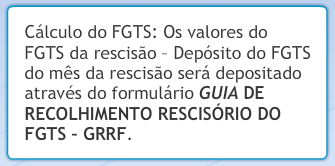 Cálculo do FGTS: Os valores do
FGTS da rescisão – Depósito do FGTS
do mês da rescisão será depositado
através do formulário GUIA DE
RECOLHIMENTO RESCISÓRIO DO
FGTS – GRRF.